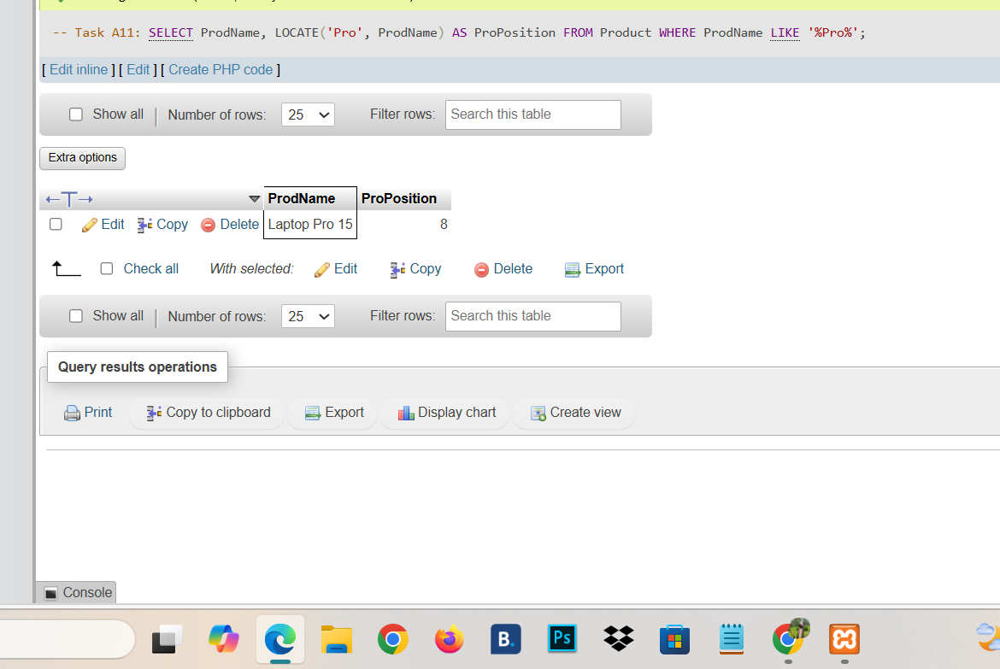 -- Task A11: SELECT ProdName, LOCATE('Pro', ProdName) AS ProPosition FROM Product WHERE ProdName LIKE '%Pro%';
[ Edit inline ] [ Edit ] [ Create PHP code ]
Show all | Number of rows: 25 Filter rows: Search this table
Extra options
←T→ ProdName ProPosition
Edit Copy Delete Laptop Pro 15 8
Check all With selected: Edit Copy Delete Export
Show all | Number of rows: 25 Filter rows: Search this table
Query results operations
Print Copy to clipboard Export Display chart Create view
Console
B. Ps